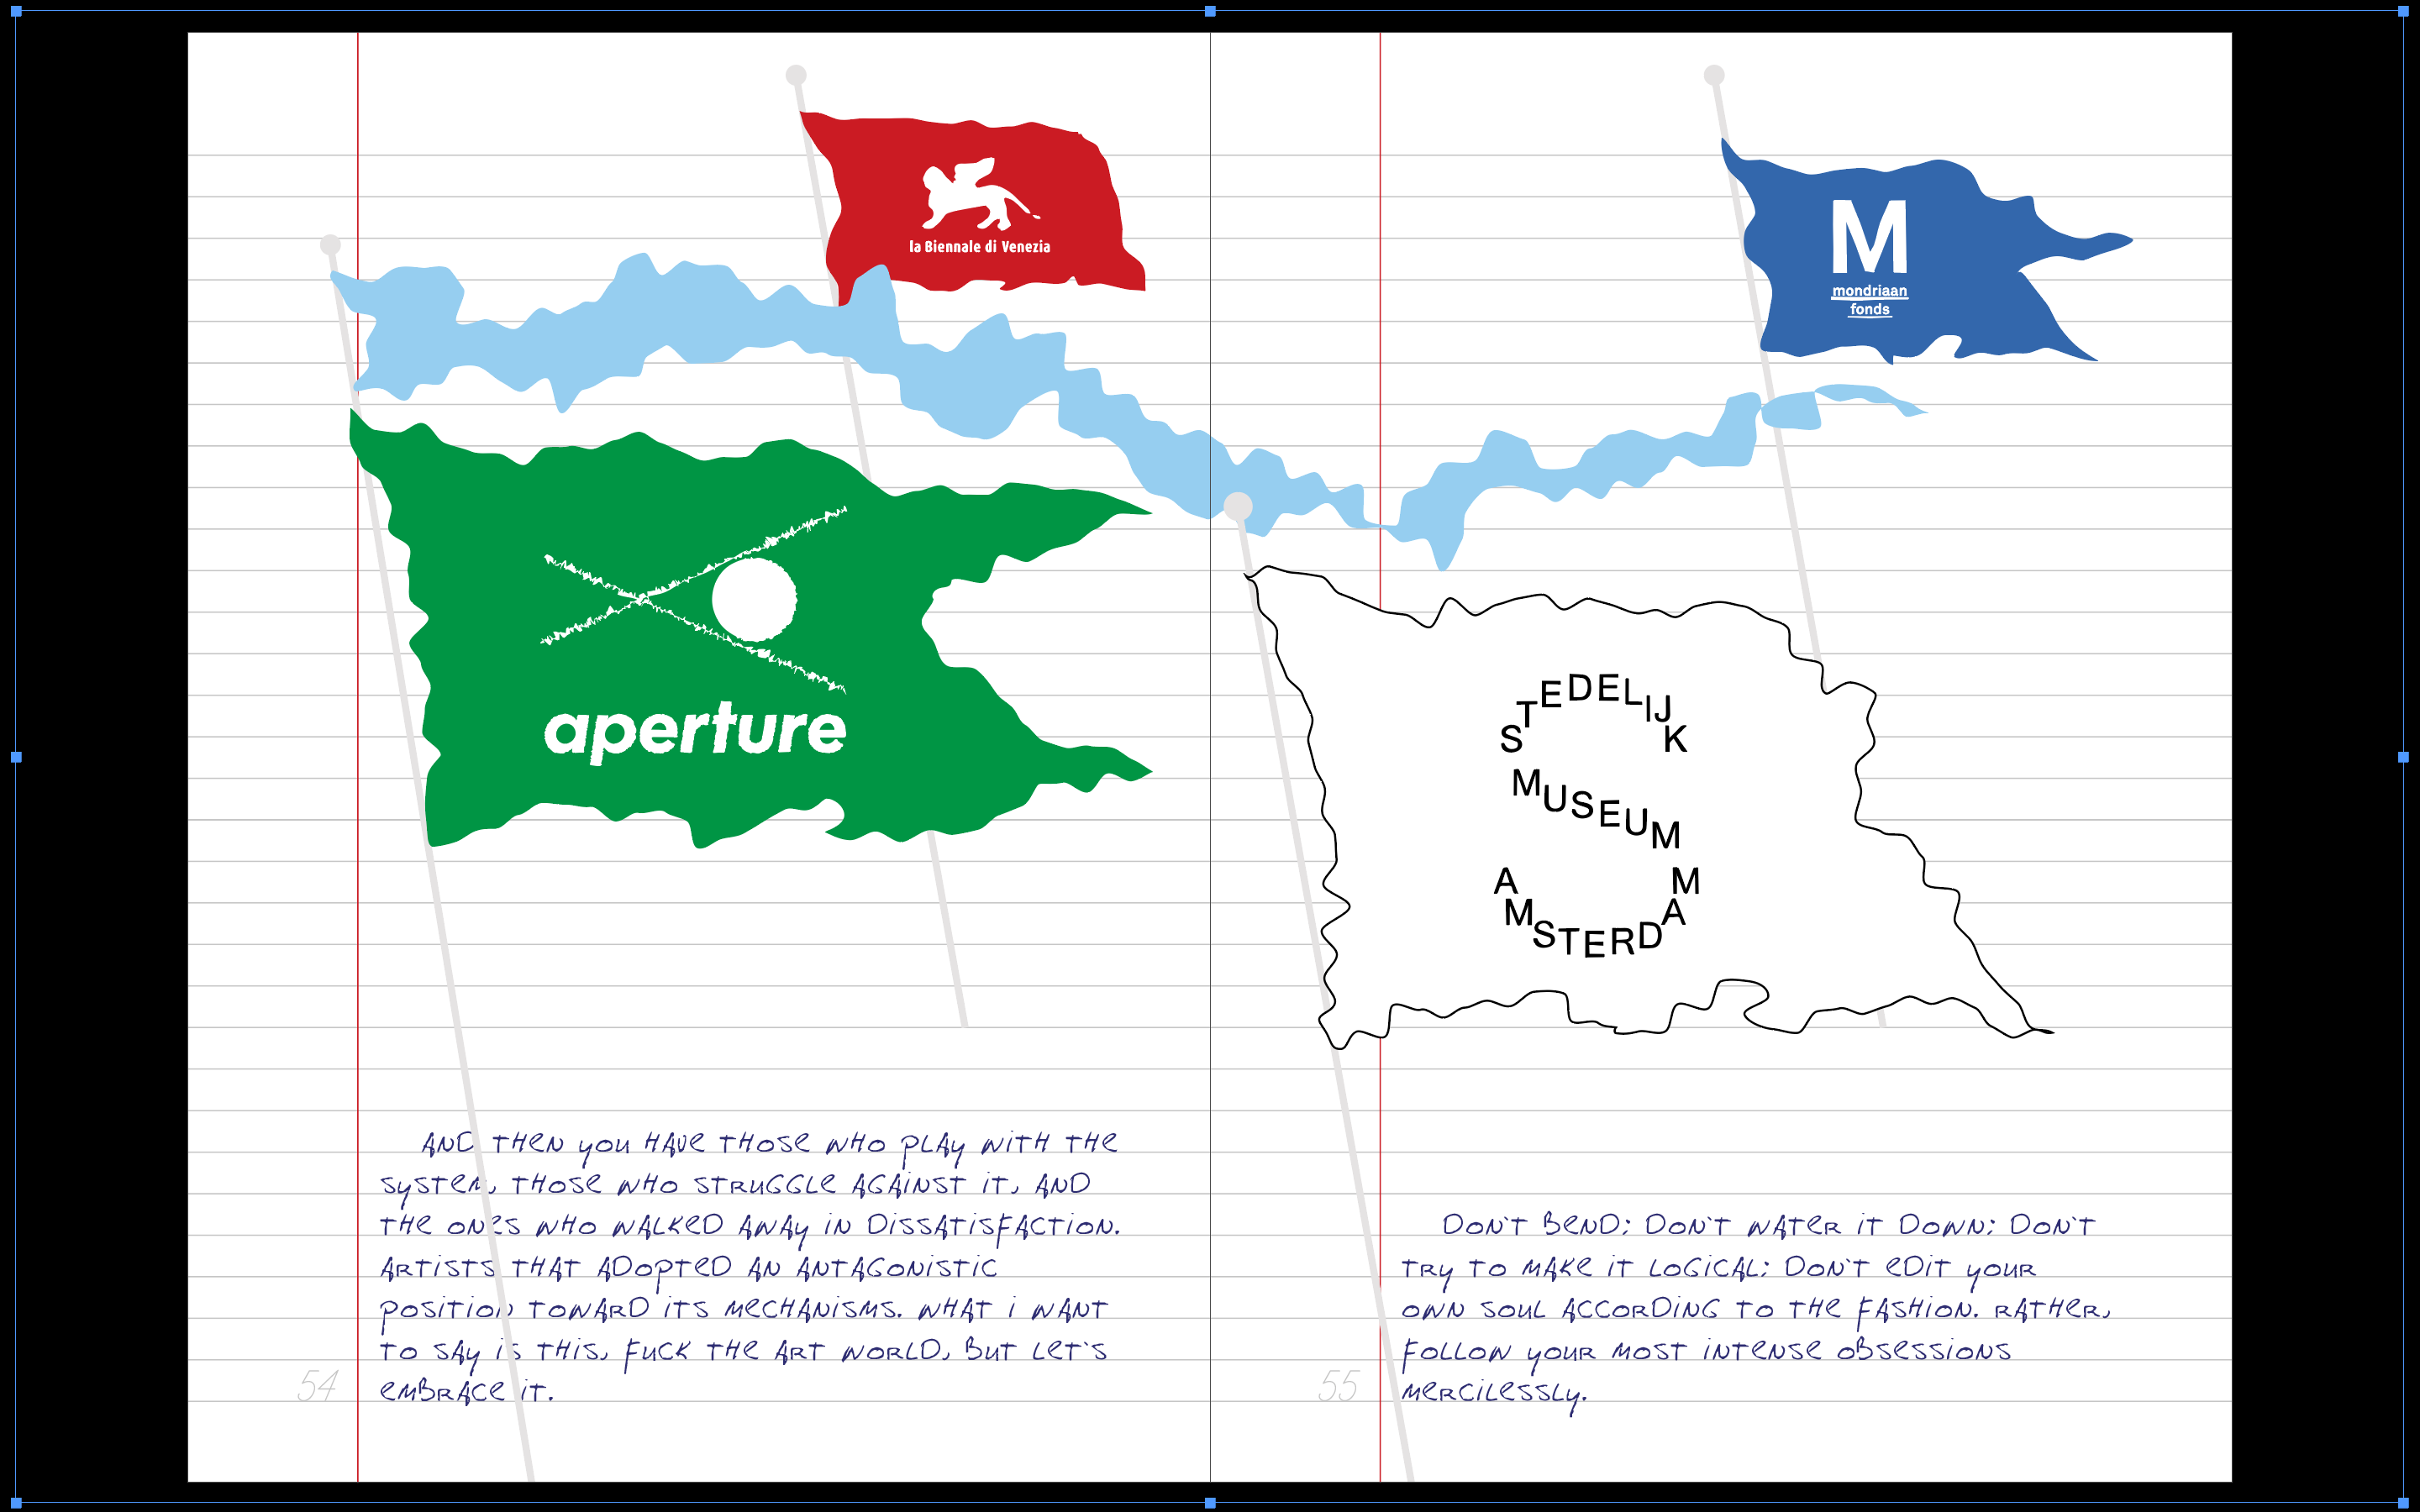 la Biennale di Venezia
M
mondriaan
fonds
aperture
STEDELIJK
MUSEUM
AMSTERDAM
AND THEN YOU HAVE THOSE WHO PLAY WITH THE
SYSTEM, THOSE WHO STRUGGLE AGAINST IT, AND
THE ONES WHO WALKED AWAY IN DISSATISFACTION.
ARTISTS THAT ADOPTED AN ANTAGONISTIC
POSITION TOWARD ITS MECHANISMS. WHAT I WANT
TO SAY IS THIS, FUCK THE ART WORLD, BUT LET'S
EMBRACE IT.
54
DON'T BEND; DON'T WATER IT DOWN; DON'T
TRY TO MAKE IT LOGICAL; DON'T EDIT YOUR
OWN SOUL ACCORDING TO THE FASHION. RATHER,
FOLLOW YOUR MOST INTENSE OBSESSIONS
MERCILESSLY.
55